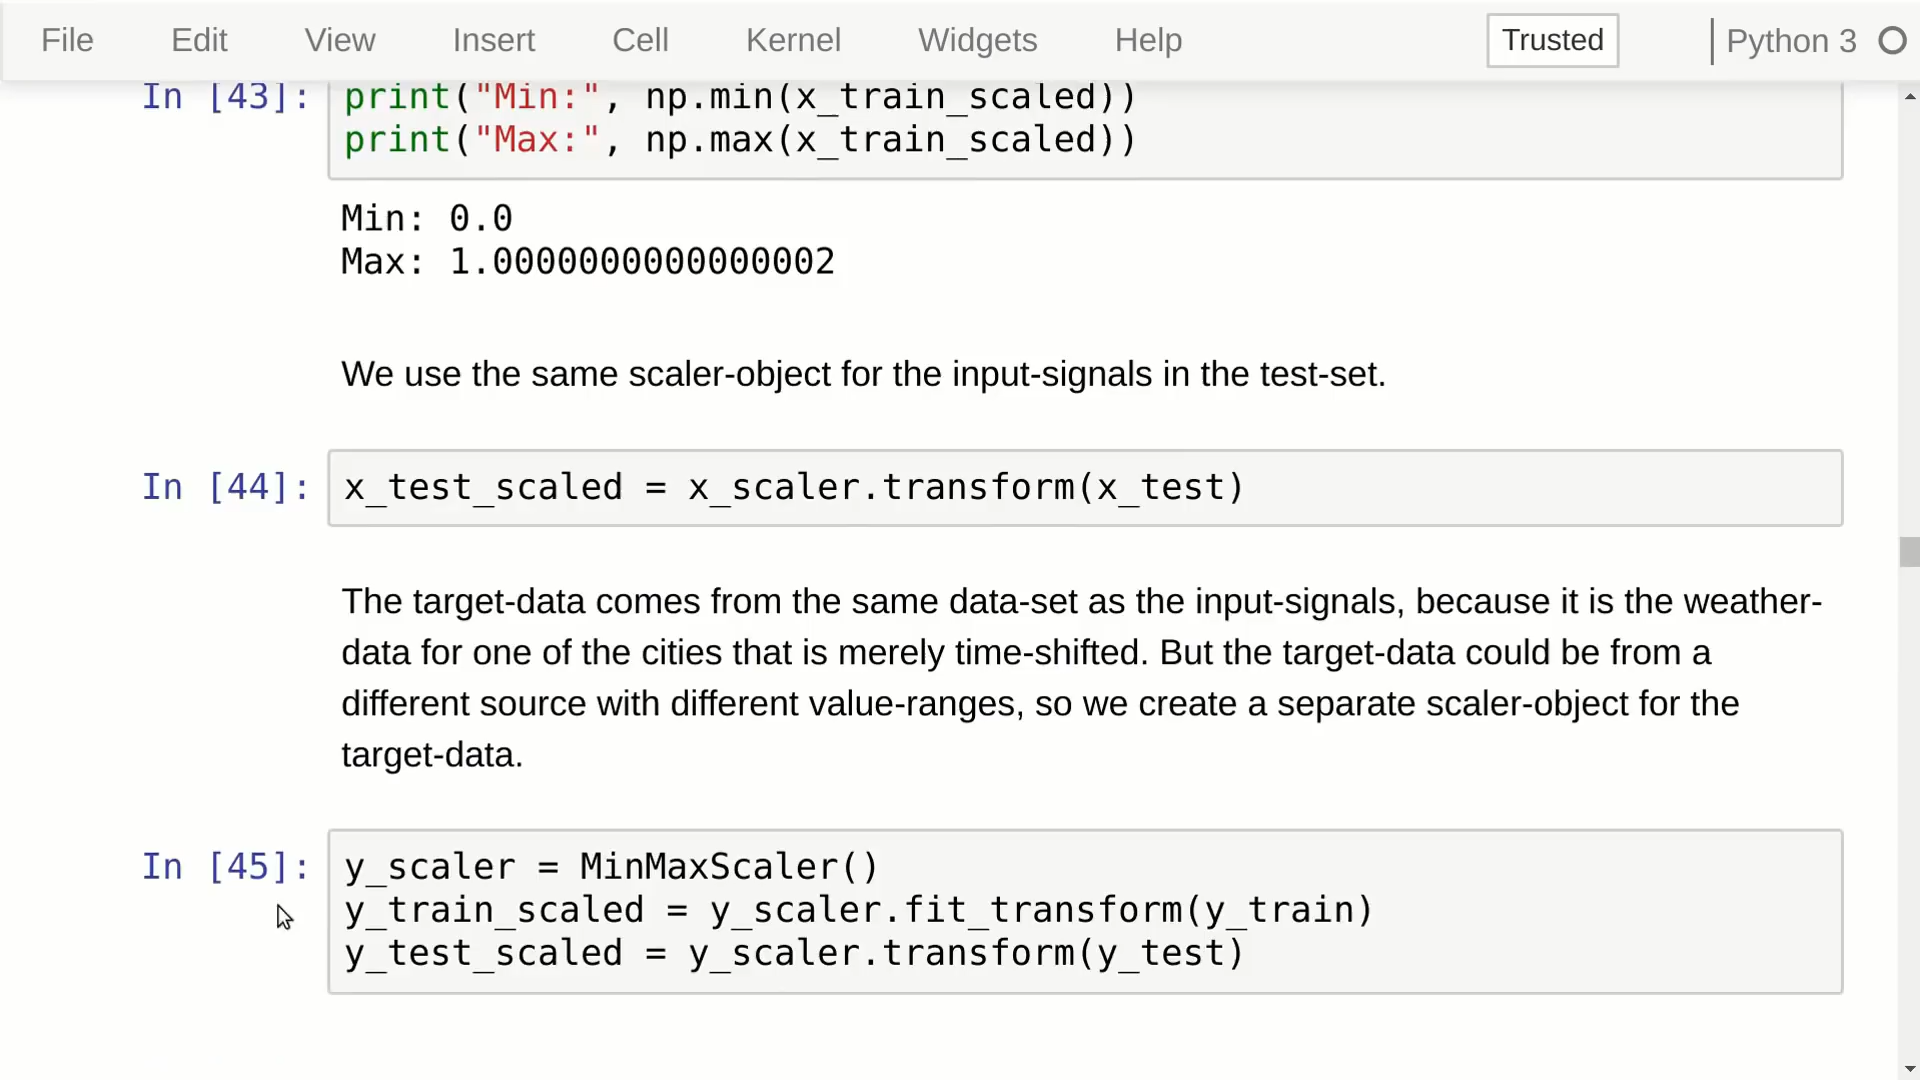 File Edit View Insert Cell Kernel Widgets Help Trusted Python 3
In [43]: print("Min:", np.min(x_train_scaled))
print("Max:", np.max(x_train_scaled))
Min: 0.0
Max: 1.0000000000000002
We use the same scaler-object for the input-signals in the test-set.
In [44]: x_test_scaled = x_scaler.transform(x_test)
The target-data comes from the same data-set as the input-signals, because it is the weather-
data for one of the cities that is merely time-shifted. But the target-data could be from a
different source with different value-ranges, so we create a separate scaler-object for the
target-data.
In [45]: y_scaler = MinMaxScaler()
y_train_scaled = y_scaler.fit_transform(y_train)
y_test_scaled = y_scaler.transform(y_test)